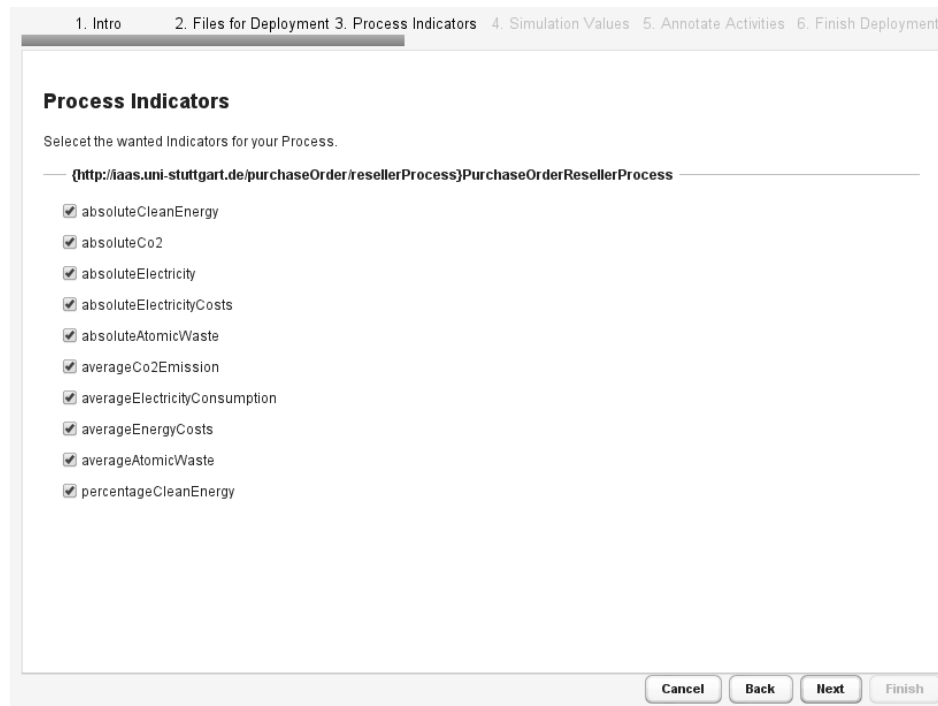 1. Intro 2. Files for Deployment 3. Process Indicators 4. Simulation Values 5. Annotate Activities 6. Finish Deployment
Process Indicators
Selecet the wanted Indicators for your Process.
{http://iaas.uni-stuttgart.de/purchaseOrder/resellerProcess}PurchaseOrderResellerProcess
absoluteCleanEnergy
absoluteCo2
absoluteElectricity
absoluteElectricityCosts
absoluteAtomicWaste
averageCo2Emission
averageElectricityConsumption
averageEnergyCosts
averageAtomicWaste
percentageCleanEnergy
Cancel Back Next Finish